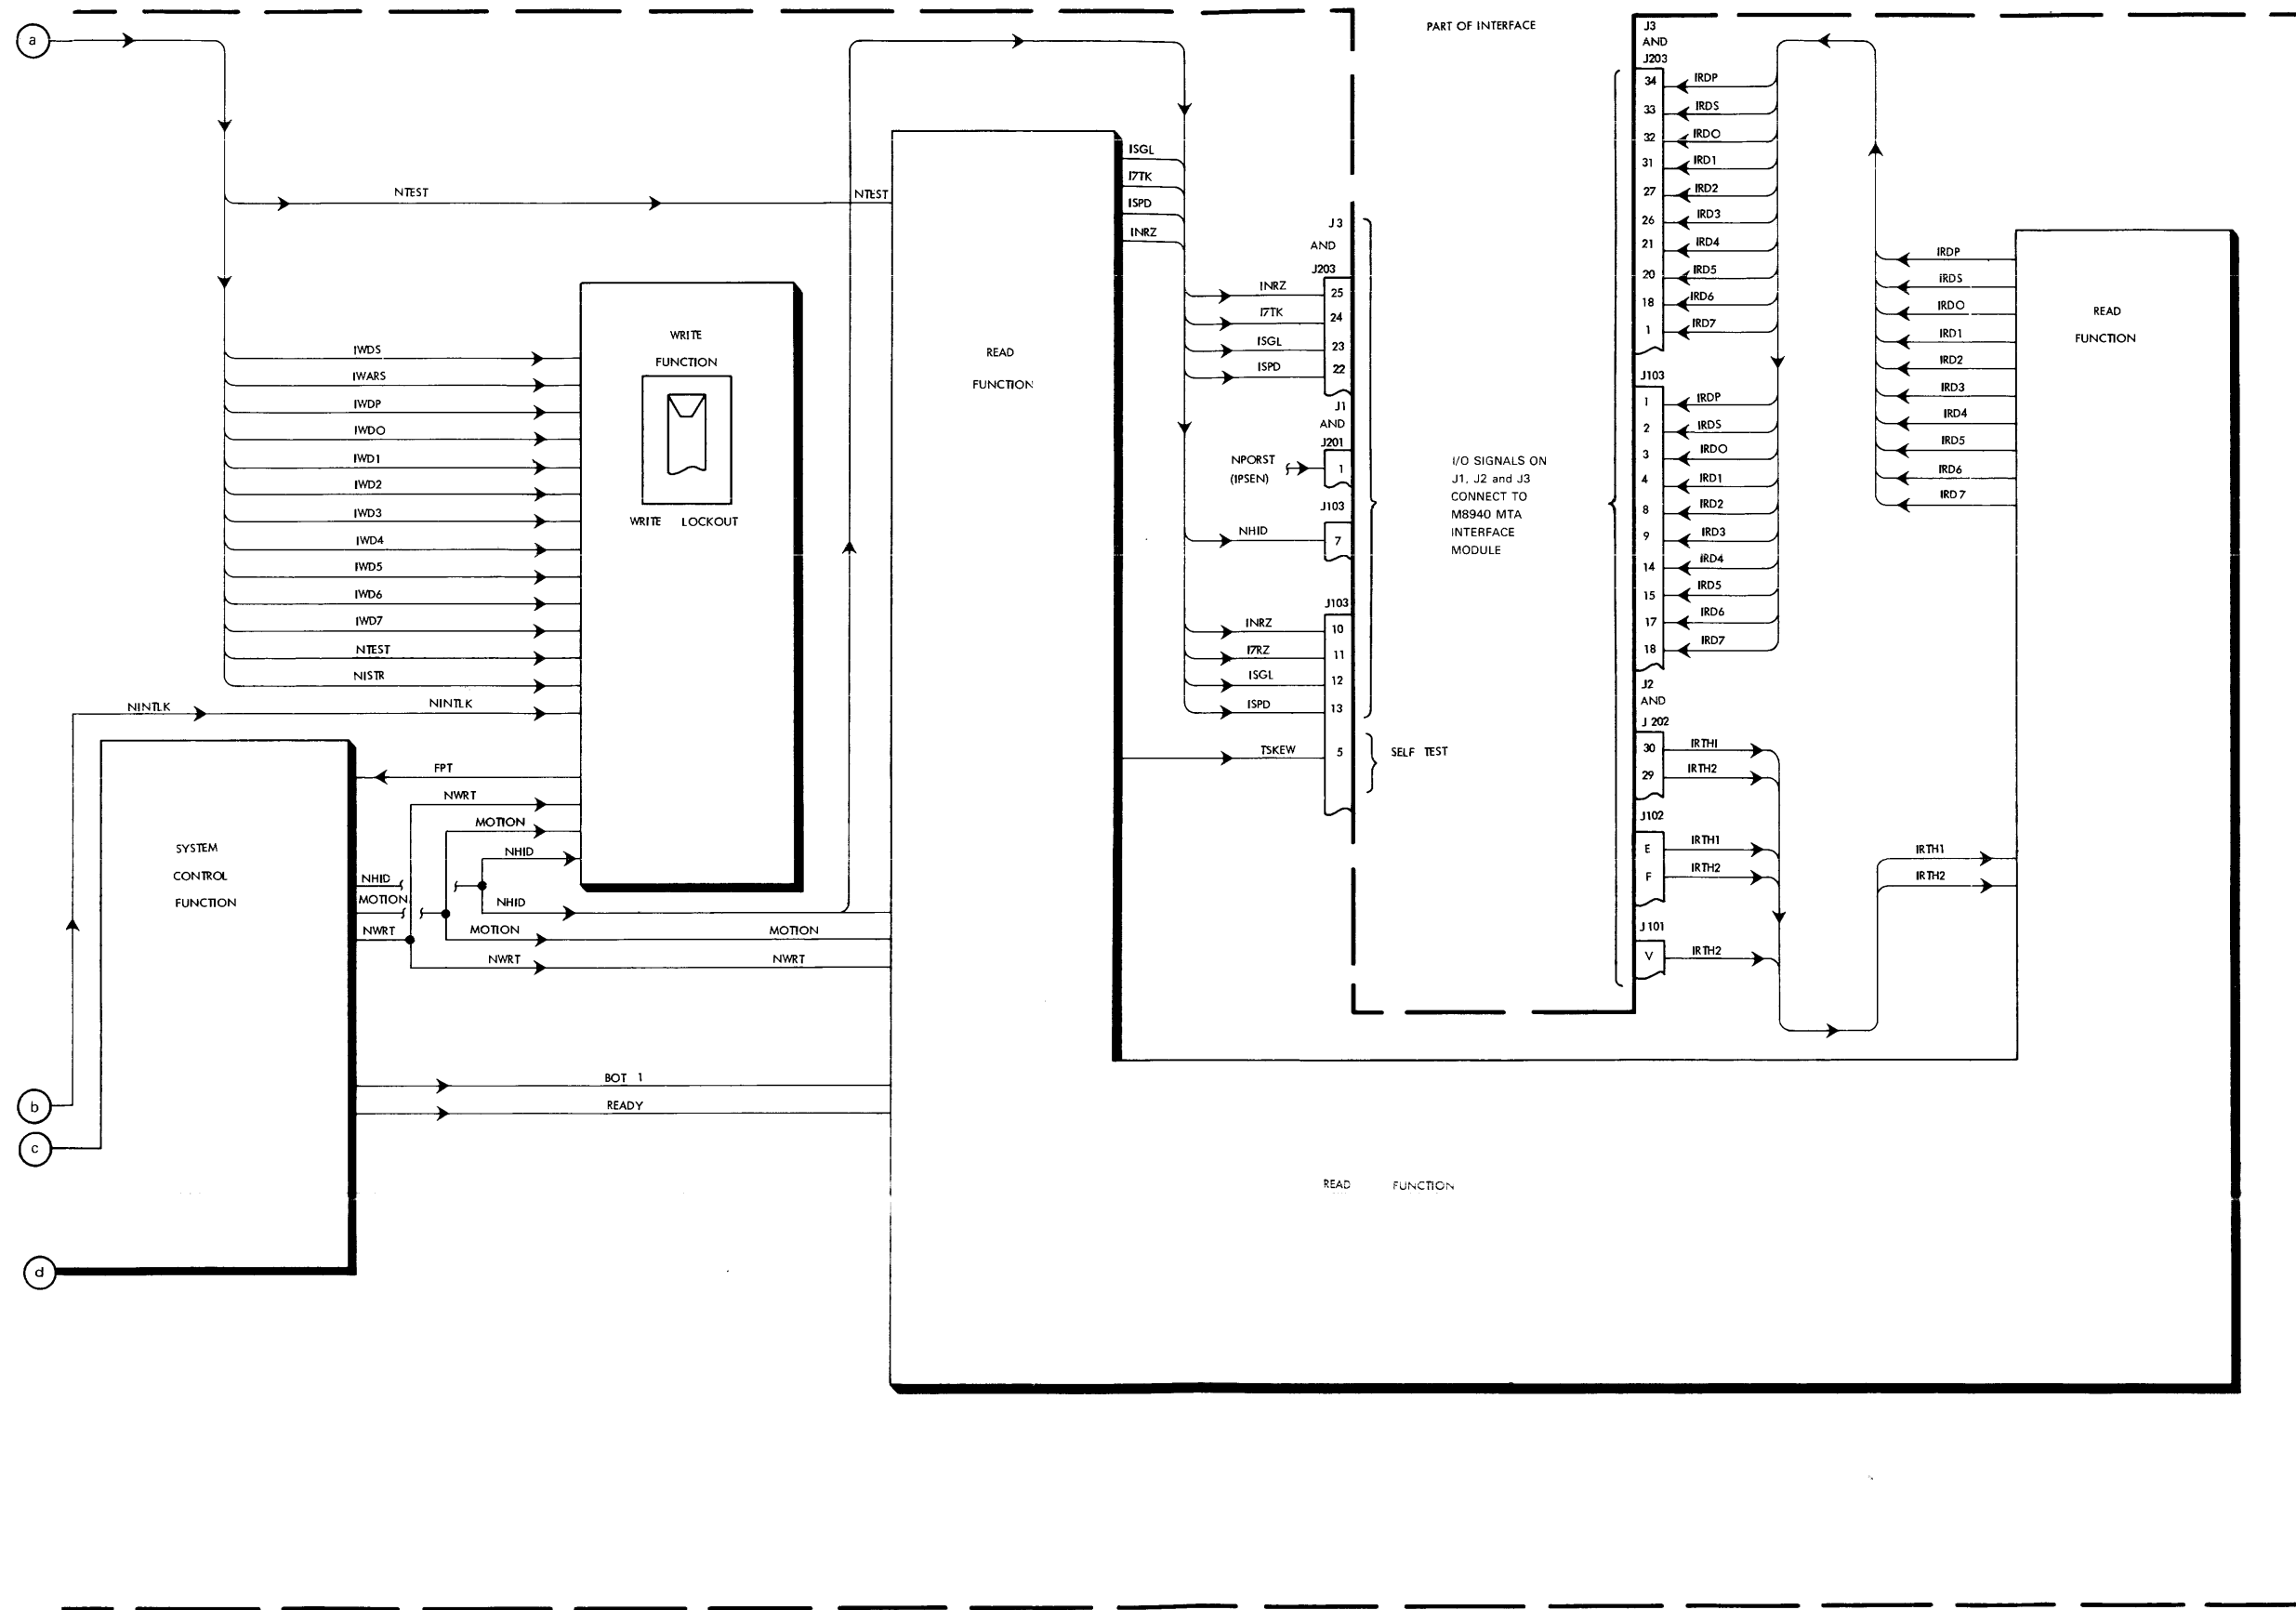 a
NTEST
NTEST
IWDS
IWARS
IWDP
IWDO
IWD1
IWD2
IWD3
IWD4
IWD5
IWD6
IWD7
NTEST
NISTR
NINTLK
NINTLK
WRITE
FUNCTION
WRITE LOCKOUT
FPT
NWRT
MOTION
NHID
NHID
MOTION
NWRT
NHID
MOTION
MOTION
NWRT
NWRT
SYSTEM
CONTROL
FUNCTION
BOT 1
READY
b
c
d
READ
FUNCTION
ISGL
I7TK
ISPD
INRZ
J3
AND
J203
INRZ 25
I7TK 24
ISGL 23
ISPD 22
J1
AND
J201
NPORST 1
(IPSEN)
J103
NHID 7
J103
INRZ 10
I7RZ 11
ISGL 12
ISPD 13
TSKEW 5
SELF TEST
PART OF INTERFACE
I/O SIGNALS ON
J1, J2 and J3
CONNECT TO
M8940 MTA
INTERFACE
MODULE
J3
AND
J203
34 IRDP
33 IRDS
32 IRDO
31 IRD1
27 IRD2
26 IRD3
21 IRD4
20 IRD5
18 IRD6
1 IRD7
J103
1 IRDP
2 IRDS
3 IRDO
4 IRD1
8 IRD2
9 IRD3
14 IRD4
15 IRD5
17 IRD6
18 IRD7
J2
AND
J 202
30 IRTH1
29 IRTH2
J102
E IRTH1
F IRTH2
J101
V IRTH2
IRDP
IRDS
IRDO
IRD1
IRD2
IRD3
IRD4
IRD5
IRD6
IRD7
READ
FUNCTION
IRTH1
IRTH2
READ FUNCTION